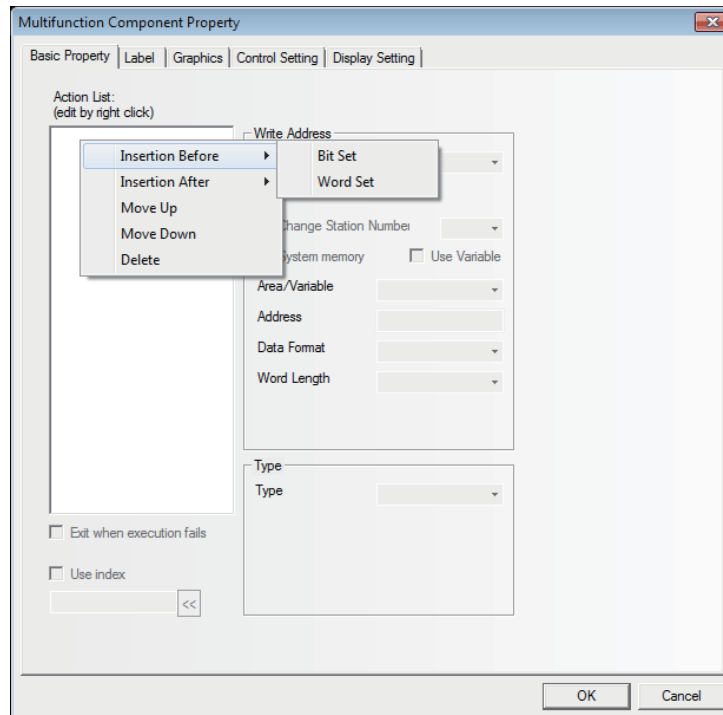 Multifunction Component Property
Basic Property Label Graphics Control Setting Display Setting
Action List:
(edit by right click)
Write Address
Insertion Before Bit Set
Insertion After Word Set
Move Up
Change Station Number
Move Down
System memory Use Variable
Delete
Area/Variable
Address
Data Format
Word Length
Type
Type
Exit when execution fails
Use index
<<
OK Cancel